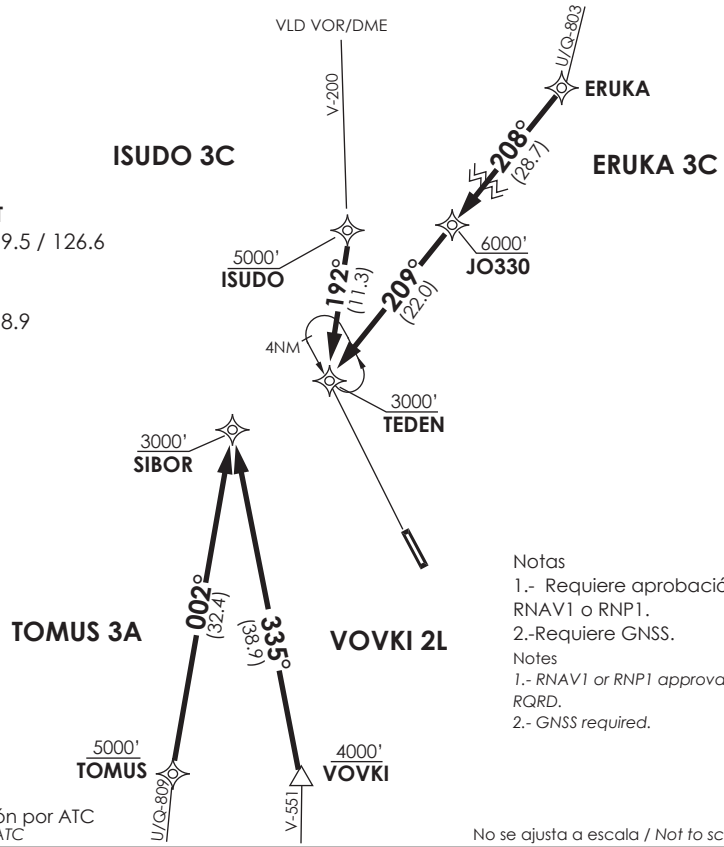 VLD VOR/DME
U/Q-803
V-200
ERUKA
ISUDO 3C
208°
(28.7)
ERUKA 3C
9.5 / 126.6
5000'
ISUDO
6000'
JO330
192°
(11.3)
209°
(22.0)
8.9
4NM
3000'
TEDEN
3000'
SIBOR
Notas
1.- Requiere aprobació
RNAV1 o RNP1.
2.-Requiere GNSS.
Notes
1.- RNAV1 or RNP1 approva
RQRD.
2.- GNSS required.
002°
(32.4)
335°
(38.9)
TOMUS 3A
VOVKI 2L
5000'
TOMUS
4000'
VOVKI
U/Q-809
V-551
ón por ATC
ATC
No se ajusta a escala / Not to sc